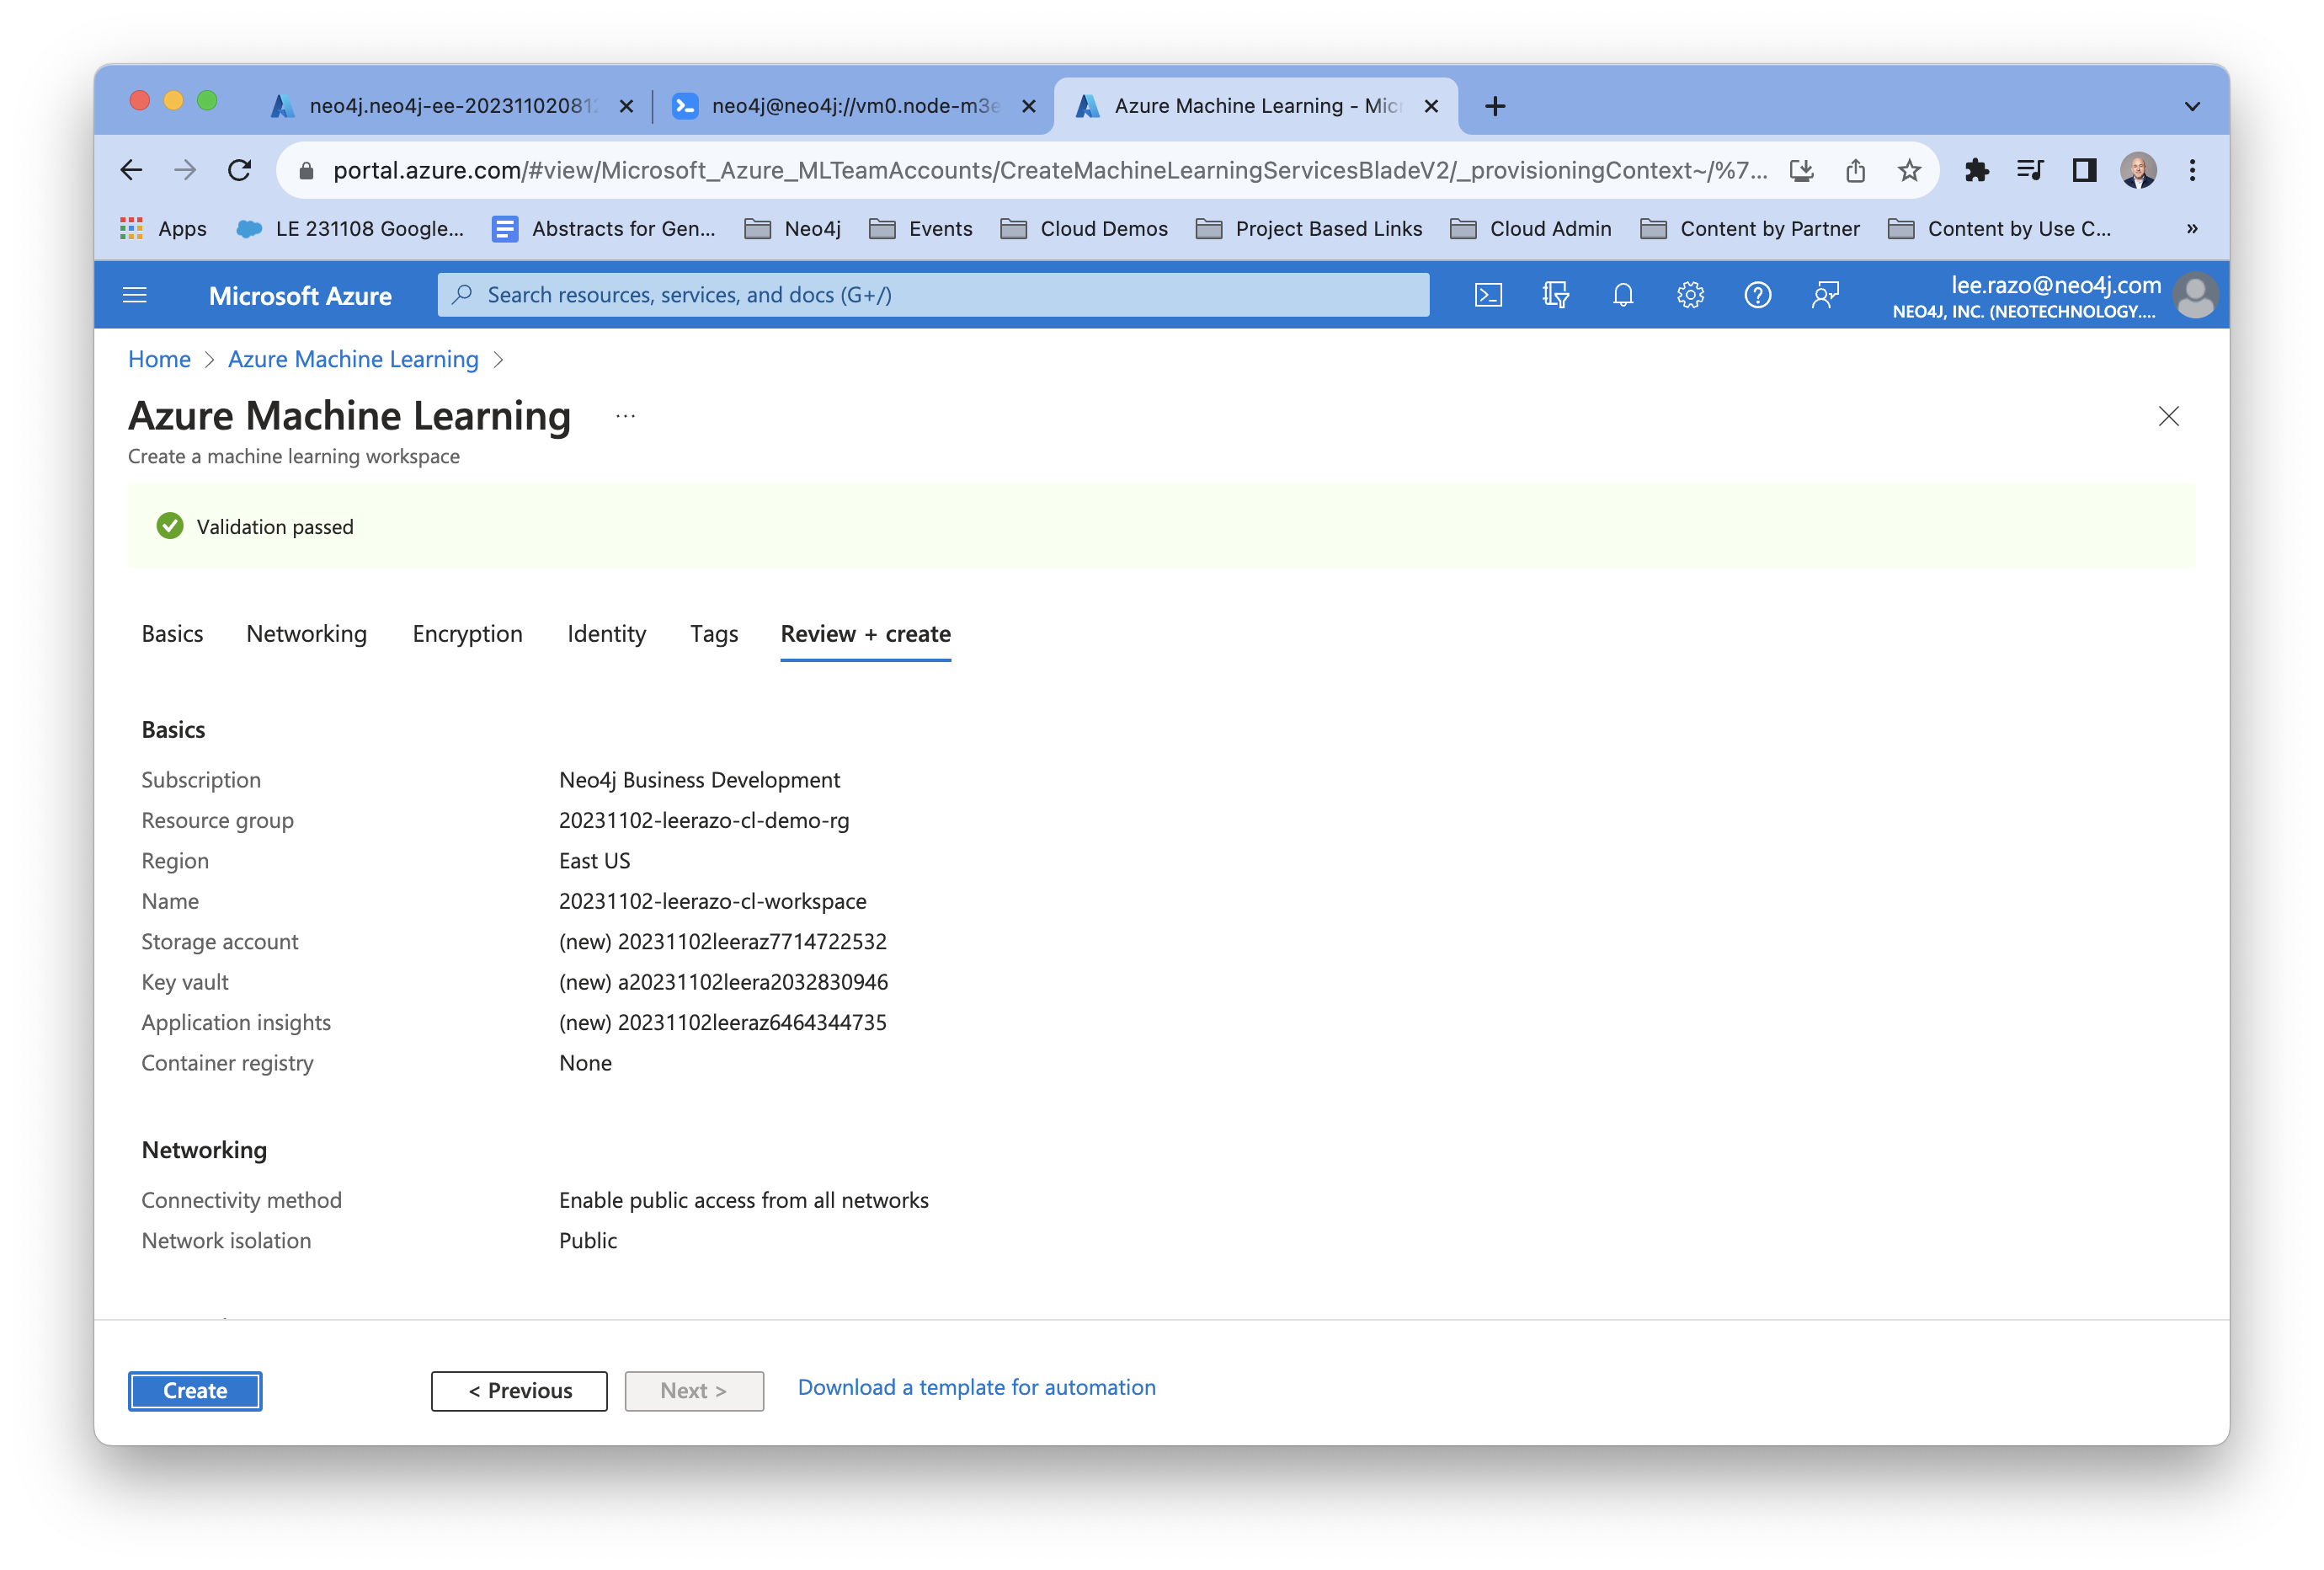 neo4j.neo4j-ee-20231102081
neo4j@neo4j://vm0.node-m3e
Azure Machine Learning - Mic
portal.azure.com/#view/Microsoft_Azure_MLTeamAccounts/CreateMachineLearningServicesBladeV2/_provisioningContext~/%7...
Apps
LE 231108 Google...
Abstracts for Gen...
Neo4j
Events
Cloud Demos
Project Based Links
Cloud Admin
Content by Partner
Content by Use C...
»
Microsoft Azure
Search resources, services, and docs (G+/)
lee.razo@neo4j.com
NEO4J, INC. (NEOTECHNOLOGY....
Home > Azure Machine Learning >
Azure Machine Learning ...
Create a machine learning workspace
Validation passed
Basics Networking Encryption Identity Tags Review + create
Basics
Subscription Neo4j Business Development
Resource group 20231102-leerazo-cl-demo-rg
Region East US
Name 20231102-leerazo-cl-workspace
Storage account (new) 20231102leeraz7714722532
Key vault (new) a20231102leera2032830946
Application insights (new) 20231102leeraz6464344735
Container registry None
Networking
Connectivity method Enable public access from all networks
Network isolation Public
Create
< Previous
Next >
Download a template for automation